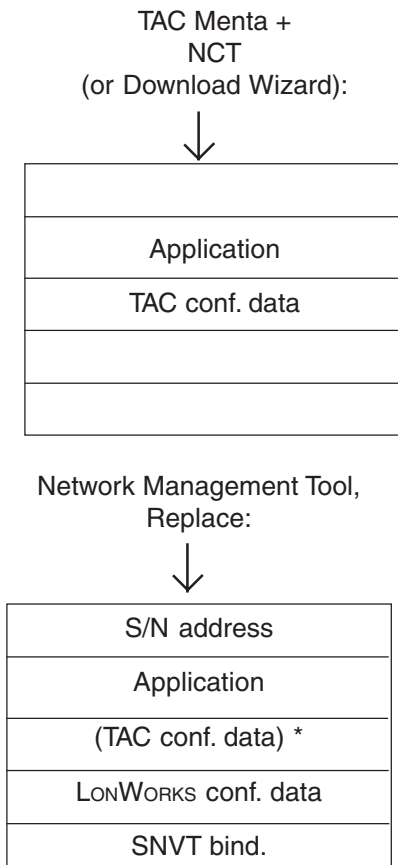 TAC Menta +
NCT
(or Download Wizard):
Application
TAC conf. data
Network Management Tool,
Replace:
S/N address
Application
(TAC conf. data) *
LONWORKS conf. data
SNVT bind.